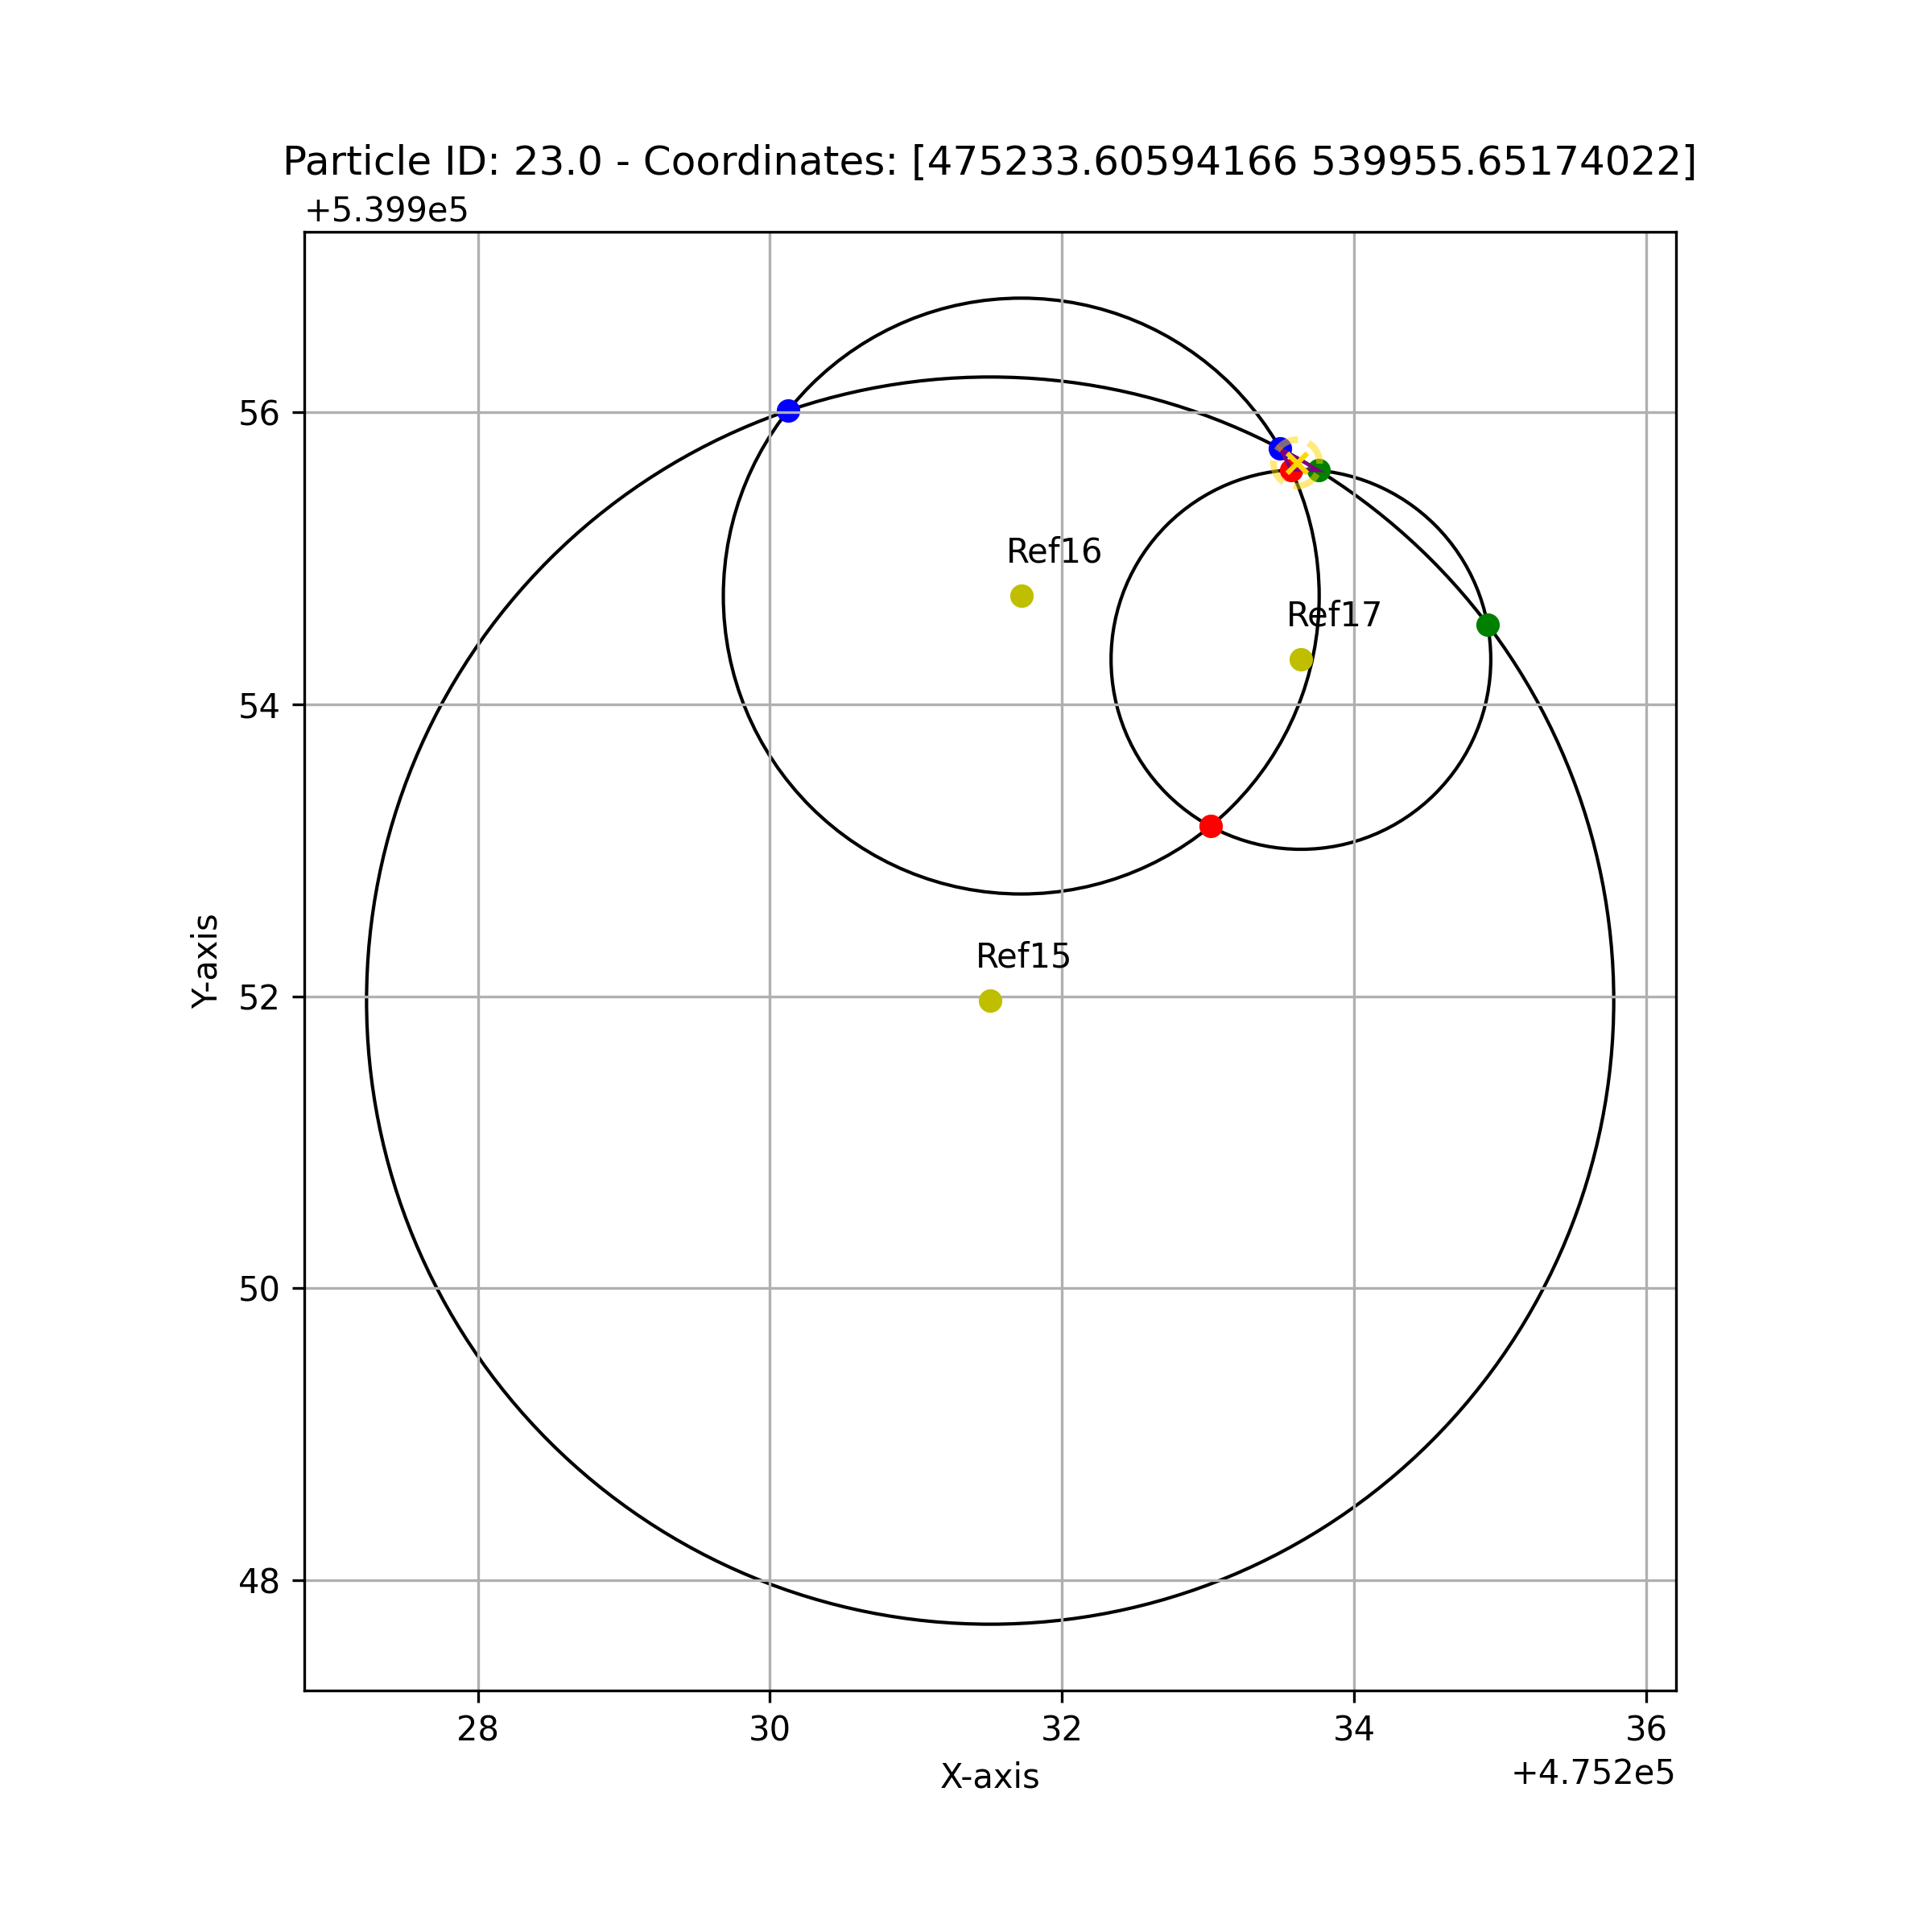 Particle ID: 23.0 - Coordinates: [475233.60594166 539955.65174022]
+5.399e5
56
Ref16
Ref17
54
Ref15
52
Y-axis
50
48
28 30 32 34 36
X-axis
+4.752e5